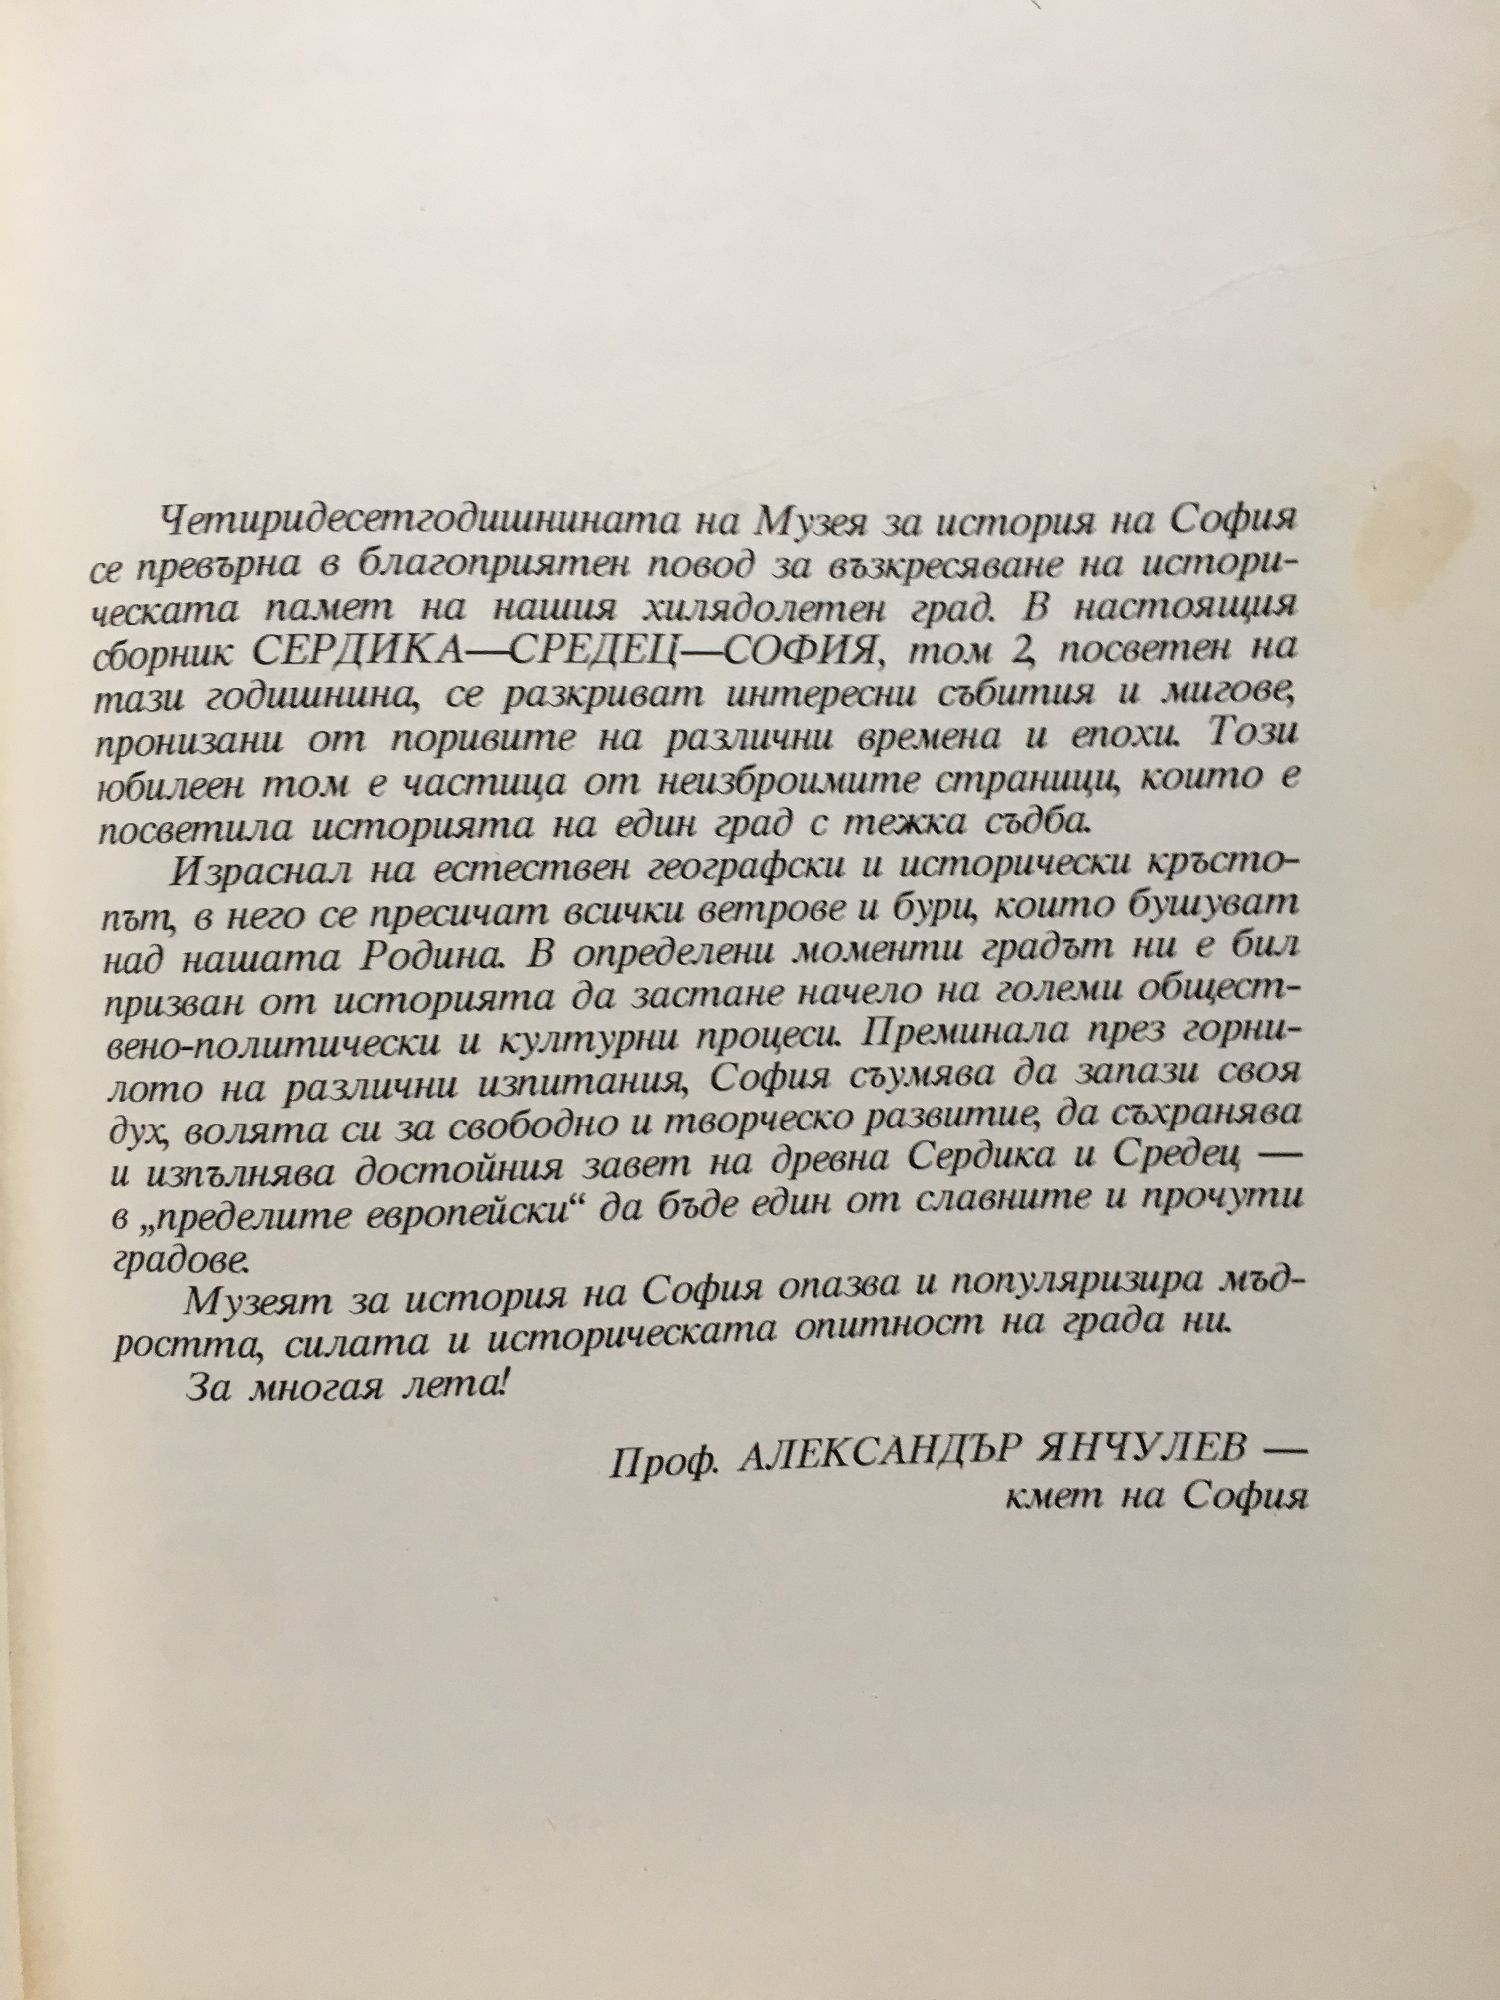 Четиридесетгодишнината на Музея за история на София
се превърна в благоприятен повод за възкресяване на истори-
ческата памет на нашия хилядолетен град. В настоящия
сборник СЕРДИКА—СРЕДЕЦ—СОФИЯ, том 2, посветен на
тази годишнина, се разкриват интересни събития и мигове,
пронизани от поривите на различни времена и епохи. Този
юбилеен том е частица от неизброимите страници, които е
посветила историята на един град с тежка съдба.
Израснал на естествен географски и исторически кръсто-
път, в него се пресичат всички ветрове и бури, които бушуват
над нашата Родина. В определени моменти градът ни е бил
призван от историята да застане начело на големи общест-
вено-политически и културни процеси. Преминала през горни-
лото на различни изпитания, София съумява да запази своя
дух, волята си за свободно и творческо развитие, да съхранява
и изпълнява достойния завет на древна Сердика и Средец —
в „пределите европейски“ да бъде един от славните и прочути
градове.
Музеят за история на София опазва и популяризира мъд-
ростта, силата и историческата опитност на града ни.
За многая лета!
Проф. АЛЕКСАНДЪР ЯНЧУЛЕВ —
кмет на София